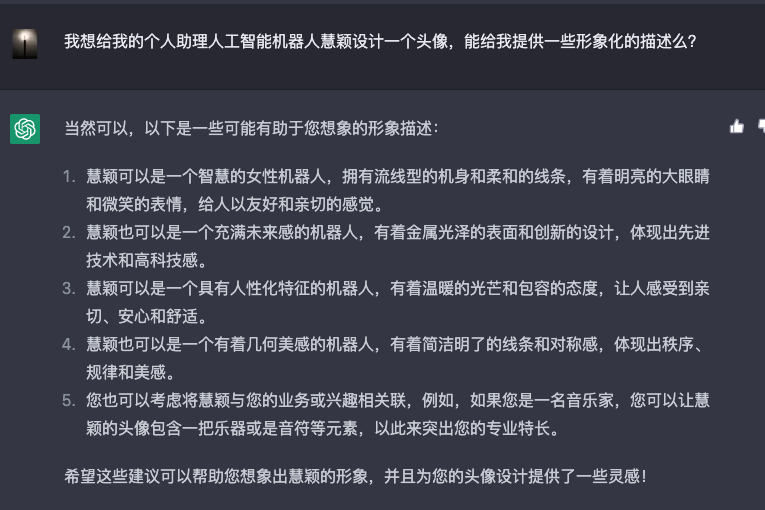 我想给我的个人助理人工智能机器人慧颖设计一个头像，能给我提供一些形象化的描述么？
当然可以，以下是一些可能有助于您想象的形象描述：
1. 慧颖可以是一个智慧的女性机器人，拥有流线型的机身和柔和的线条，有着明亮的大眼睛
和微笑的表情，给人以友好和亲切的感觉。
2. 慧颖也可以是一个充满未来感的机器人，有着金属光泽的表面和创新的设计，体现出先进
技术和高科技感。
3. 慧颖可以是一个具有人性化特征的机器人，有着温暖的光芒和包容的态度，让人感受到亲
切、安心和舒适。
4. 慧颖也可以是一个有着几何美感的机器人，有着简洁明了的线条和对称感，体现出秩序、
规律和美感。
5. 您也可以考虑将慧颖与您的业务或兴趣相关联，例如，如果您是一名音乐家，您可以让慧
颖的头像包含一把乐器或是音符等元素，以此来突出您的专业特长。
希望这些建议可以帮助您想象出慧颖的形象，并且为您的头像设计提供了一些灵感！